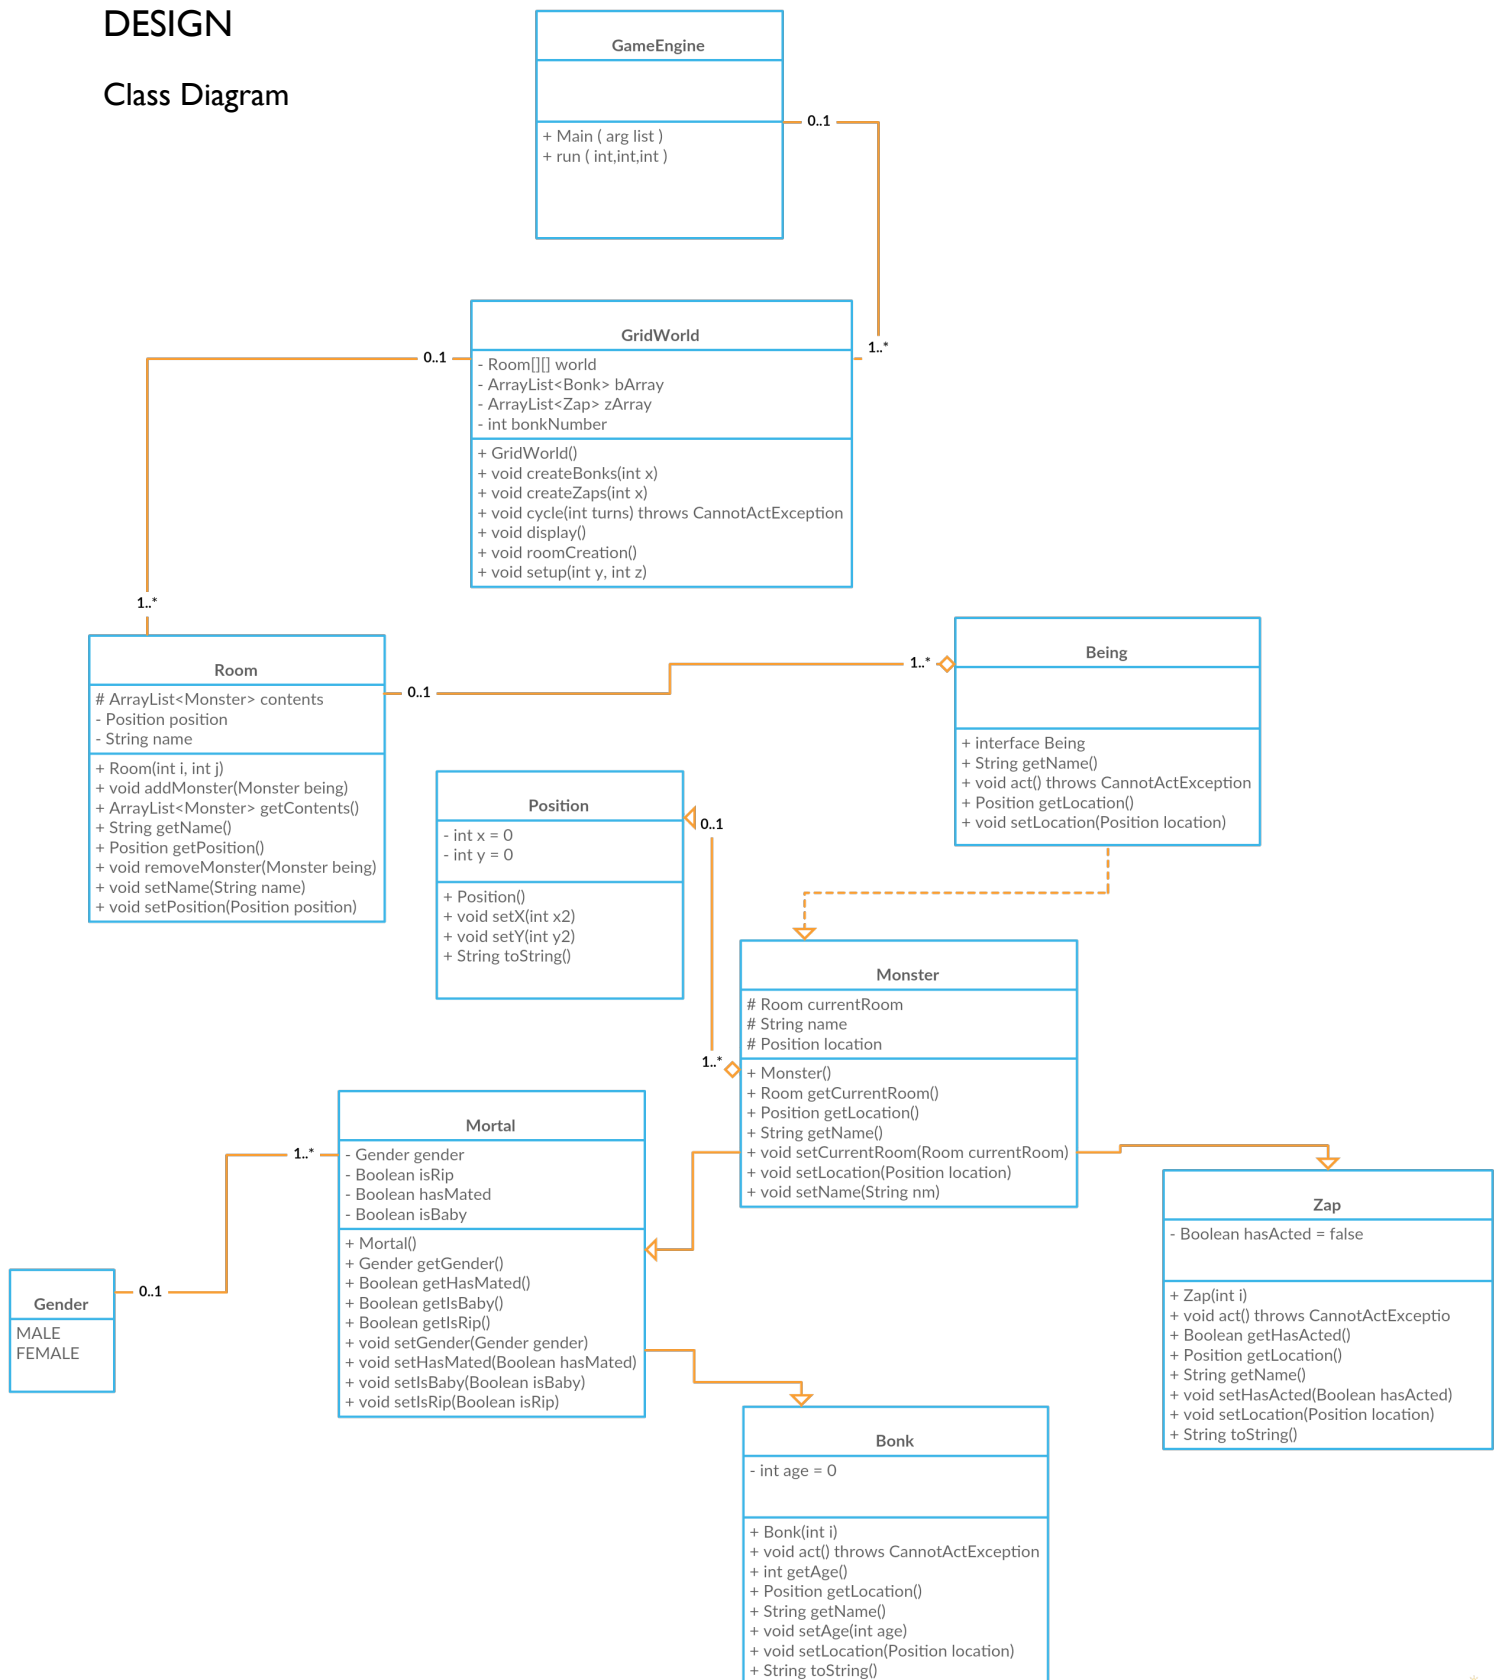 DESIGN
Class Diagram
GameEngine
+ Main ( arg list )
+ run ( int,int,int )
0..1
1..*
GridWorld
- Room[][] world
- ArrayList<Bonk> bArray
- ArrayList<Zap> zArray
- int bonkNumber
+ GridWorld()
+ void createBonks(int x)
+ void createZaps(int x)
+ void cycle(int turns) throws CannotActException
+ void display()
+ void roomCreation()
+ void setup(int y, int z)
0..1
1..*
Room
# ArrayList<Monster> contents
- Position position
- String name
+ Room(int i, int j)
+ void addMonster(Monster being)
+ ArrayList<Monster> getContents()
+ String getName()
+ Position getPosition()
+ void removeMonster(Monster being)
+ void setName(String name)
+ void setPosition(Position position)
0..1
1..*
Being
+ interface Being
+ String getName()
+ void act() throws CannotActException
+ Position getLocation()
+ void setLocation(Position location)
Position
- int x = 0
- int y = 0
+ Position()
+ void setX(int x2)
+ void setY(int y2)
+ String toString()
0..1
1..*
Monster
# Room currentRoom
# String name
# Position location
+ Monster()
+ Room getCurrentRoom()
+ Position getLocation()
+ String getName()
+ void setCurrentRoom(Room currentRoom)
+ void setLocation(Position location)
+ void setName(String nm)
Mortal
- Gender gender
- Boolean isRip
- Boolean hasMated
- Boolean isBaby
+ Mortal()
+ Gender getGender()
+ Boolean getHasMated()
+ Boolean getIsBaby()
+ Boolean getIsRip()
+ void setGender(Gender gender)
+ void setHasMated(Boolean hasMated)
+ void setIsBaby(Boolean isBaby)
+ void setIsRip(Boolean isRip)
1..*
0..1
Gender
MALE
FEMALE
Zap
- Boolean hasActed = false
+ Zap(int i)
+ void act() throws CannotActExceptio
+ Boolean getHasActed()
+ Position getLocation()
+ String getName()
+ void setHasActed(Boolean hasActed)
+ void setLocation(Position location)
+ String toString()
Bonk
- int age = 0
+ Bonk(int i)
+ void act() throws CannotActException
+ int getAge()
+ Position getLocation()
+ String getName()
+ void setAge(int age)
+ void setLocation(Position location)
+ String toString()